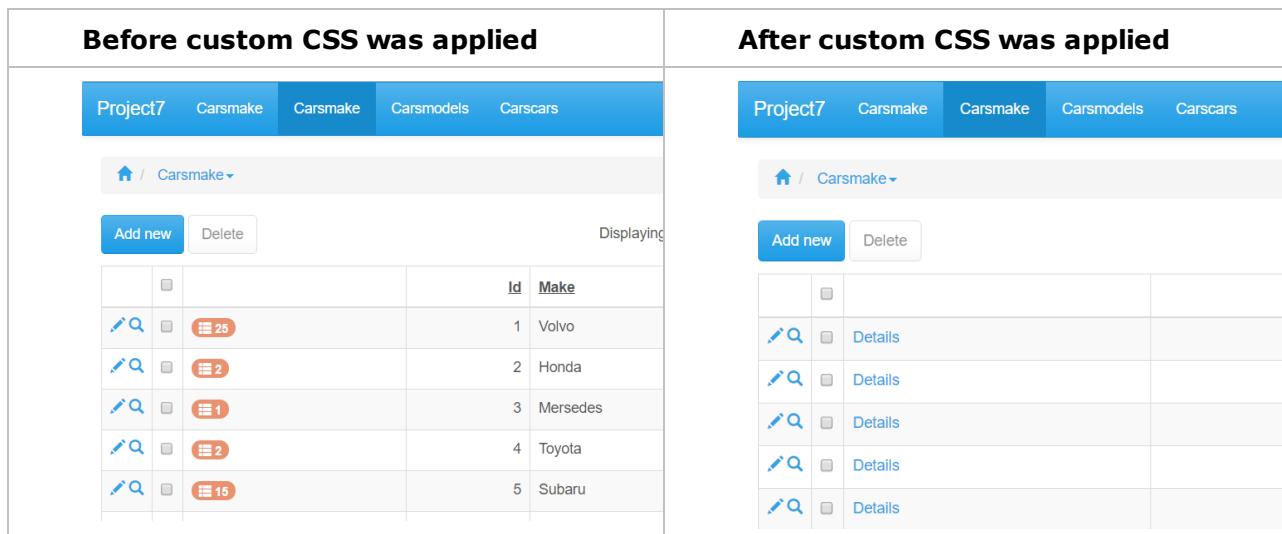 Before custom CSS was applied
Project7 Carsmake Carsmake Carsmodels Carscars
/ Carsmake
Add new Delete Displaying
Id Make
25 1 Volvo
2 2 Honda
1 3 Mersedes
2 4 Toyota
15 5 Subaru
After custom CSS was applied
Project7 Carsmake Carsmake Carsmodels Carscars
/ Carsmake
Add new Delete
Details
Details
Details
Details
Details